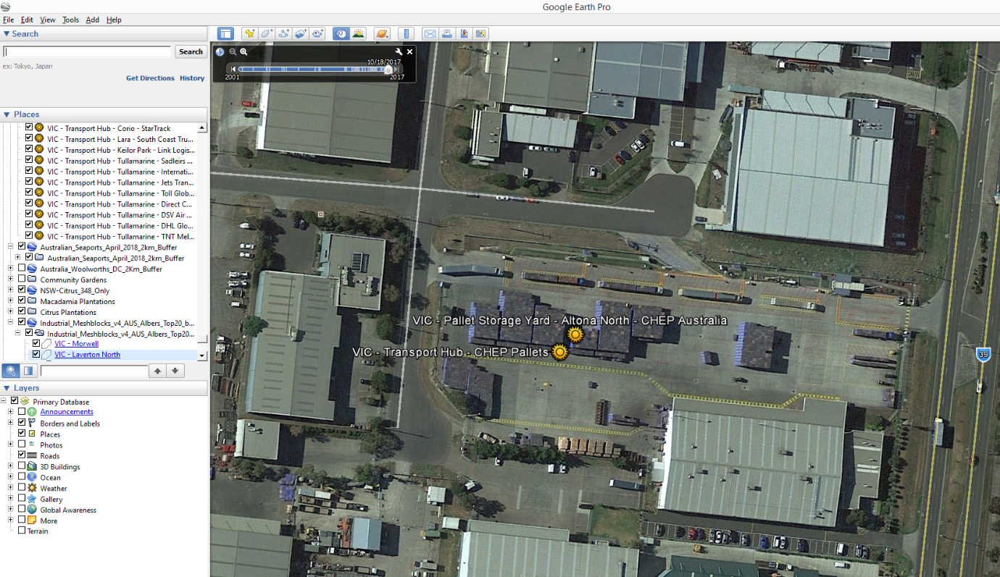 Google Earth Pro
File Edit View Tools Add Help
Search
Search
ex: Tokyo, Japan
Get Directions History
Places
VIC - Transport Hub - Corio - StarTrack
VIC - Transport Hub - Lara - South Coast Tru...
VIC - Transport Hub - Keilor Park - Link Logis...
VIC - Transport Hub - Tullamarine - Sadleirs ...
VIC - Transport Hub - Tullamarine - Internati...
VIC - Transport Hub - Tullamarine - Jets Tran...
VIC - Transport Hub - Tullamarine - Toll Glob...
VIC - Transport Hub - Tullamarine - Direct C...
VIC - Transport Hub - Tullamarine - DSV Air ...
VIC - Transport Hub - Tullamarine - DHL Glo...
VIC - Transport Hub - Tullamarine - TNT Mel...
Australian_Seaports_April_2018_2km_Buffer
Australian_Seaports_April_2018_2km_Buffer
Australia_Woolworths_DC_2Km_Buffer
Community Gardens
NSW-Citrus_348_Only
Macadamia Plantations
Citrus Plantations
Industrial_Meshblocks_v4_AUS_Albers_Top20_b...
Industrial_Meshblocks_v4_AUS_Albers_Top20...
VIC - Morwell
VIC - Laverton North
Layers
Primary Database
Announcements
Borders and Labels
Places
Photos
Roads
3D Buildings
Ocean
Weather
Gallery
Global Awareness
More
Terrain
10/18/2017
2001 2017
VIC - Pallet Storage Yard - Altona North - CHEP Australia
VIC - Transport Hub - CHEP Pallets
39